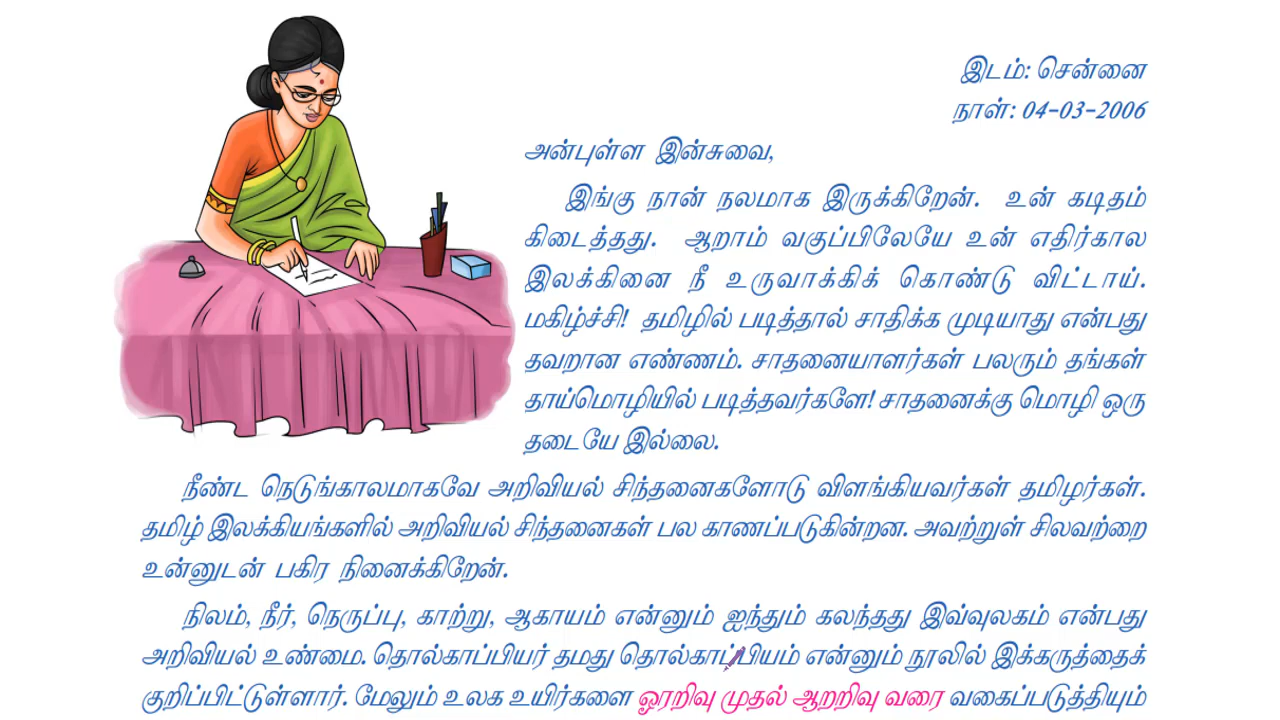 இடம்: சென்னை
நாள்: 04-03-2006
அன்புள்ள இன்சுவை,
இங்கு நான் நலமாக இருக்கிறேன். உன் கடிதம்
கிடைத்தது. ஆறாம் வகுப்பிலேயே உன் எதிர்கால
இலக்கினை நீ உருவாக்கிக் கொண்டு விட்டாய்.
மகிழ்ச்சி! தமிழில் படித்தால் சாதிக்க முடியாது என்பது
தவறான எண்ணம். சாதனையாளர்கள் பலரும் தங்கள்
தாய்மொழியில் படித்தவர்களே! சாதனைக்கு மொழி ஒரு
தடையே இல்லை.
நீண்ட நெடுங்காலமாகவே அறிவியல் சிந்தனைகளோடு விளங்கியவர்கள் தமிழர்கள்.
தமிழ் இலக்கியங்களில் அறிவியல் சிந்தனைகள் பல காணப்படுகின்றன. அவற்றுள் சிலவற்றை
உன்னுடன் பகிர நினைக்கிறேன்.
நிலம், நீர், நெருப்பு, காற்று, ஆகாயம் என்னும் ஐந்தும் கலந்தது இவ்வுலகம் என்பது
அறிவியல் உண்மை. தொல்காப்பியர் தமது தொல்காப்பியம் என்னும் நூலில் இக்கருத்தைக்
குறிப்பிட்டுள்ளார். மேலும் உலக உயிர்களை ஓரறிவு முதல் ஆறறிவு வரை வகைப்படுத்தியும்